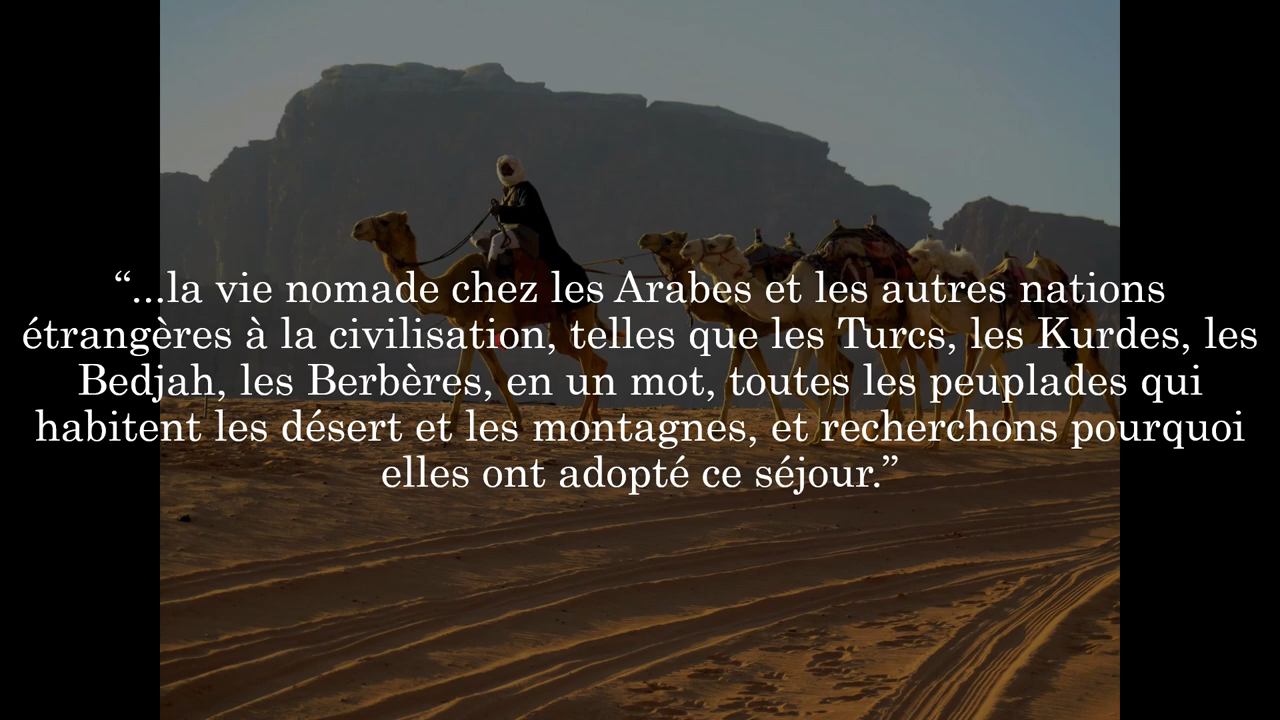 “...la vie nomade chez les Arabes et les autres nations
étrangères à la civilisation, telles que les Turcs, les Kurdes, les
Bedjah, les Berbères, en un mot, toutes les peuplades qui
habitent les désert et les montagnes, et recherchons pourquoi
elles ont adopté ce séjour.”